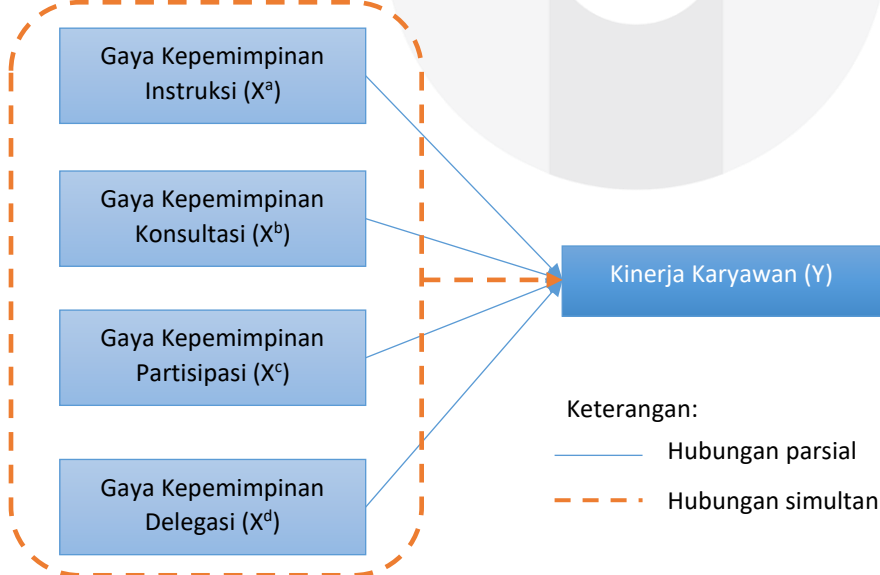 Gaya Kepemimpinan
Instruksi (Xᵃ)
Gaya Kepemimpinan
Konsultasi (Xᵇ)
Kinerja Karyawan (Y)
Gaya Kepemimpinan
Partisipasi (Xᶜ)
Gaya Kepemimpinan
Delegasi (Xᵈ)
Keterangan:
Hubungan parsial
Hubungan simultan